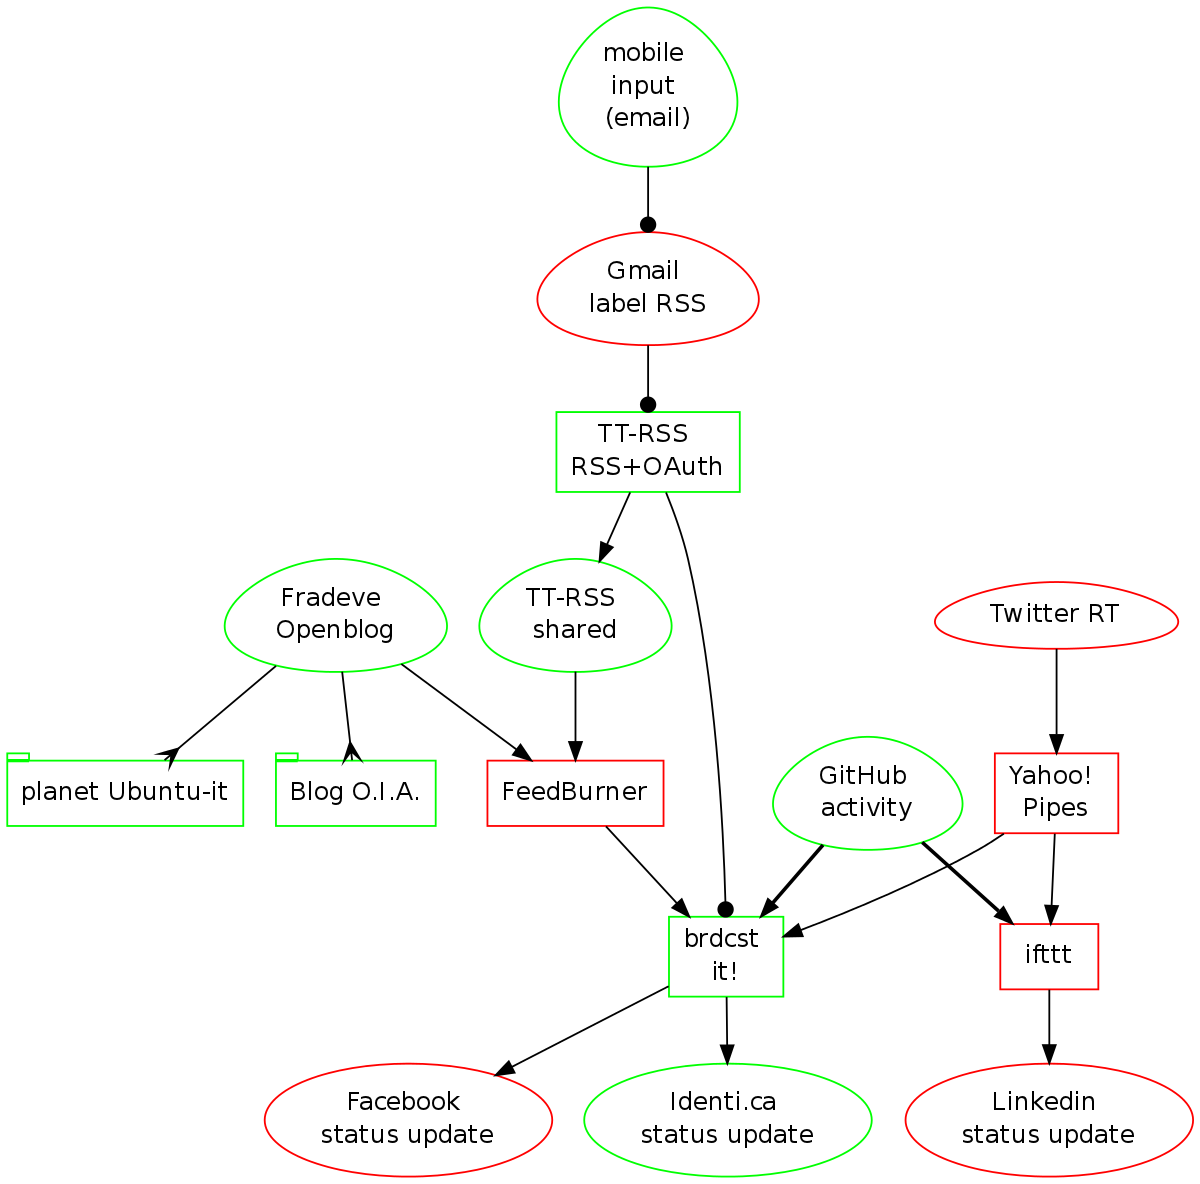 mobile
input
(email)
Gmail
label RSS
TT-RSS
RSS+OAuth
Fradeve
Openblog
TT-RSS
shared
Twitter RT
planet Ubuntu-it
Blog O.I.A.
FeedBurner
GitHub
activity
Yahoo!
Pipes
brdcst
it!
ifttt
Facebook
status update
Identi.ca
status update
Linkedin
status update